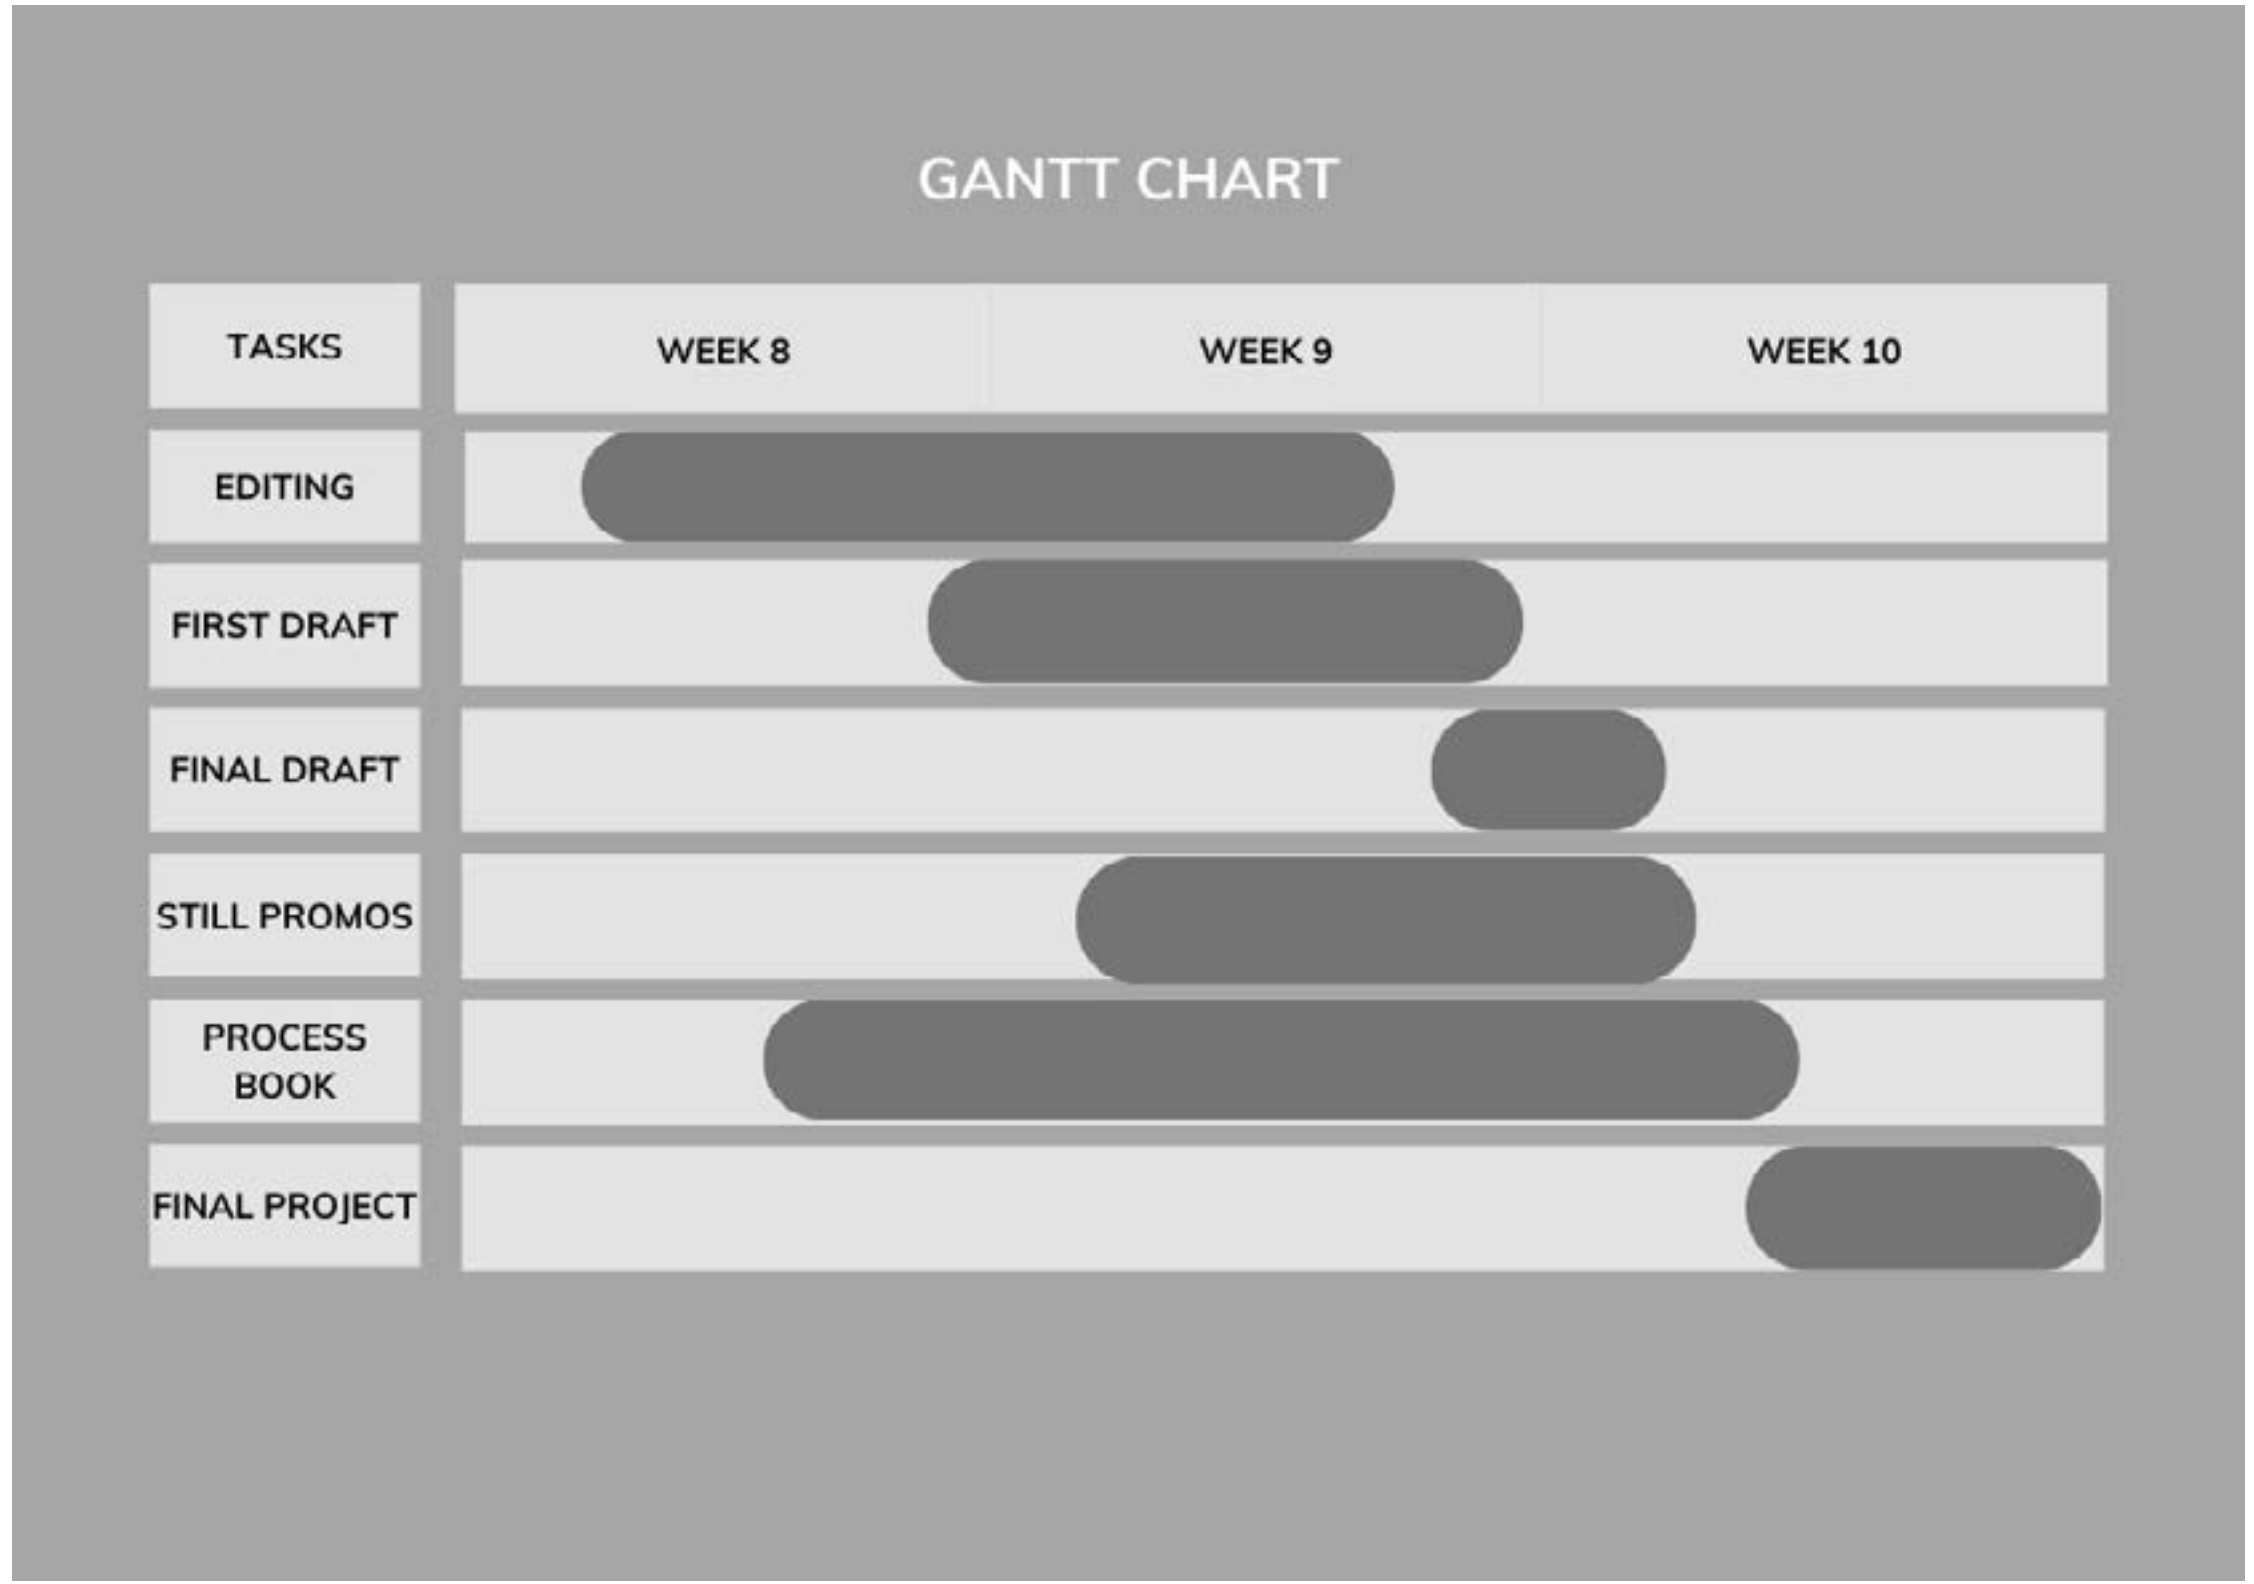 GANTT CHART
TASKS
WEEK 8
WEEK 9
WEEK 10
EDITING
FIRST DRAFT
FINAL DRAFT
STILL PROMOS
PROCESS
BOOK
FINAL PROJECT